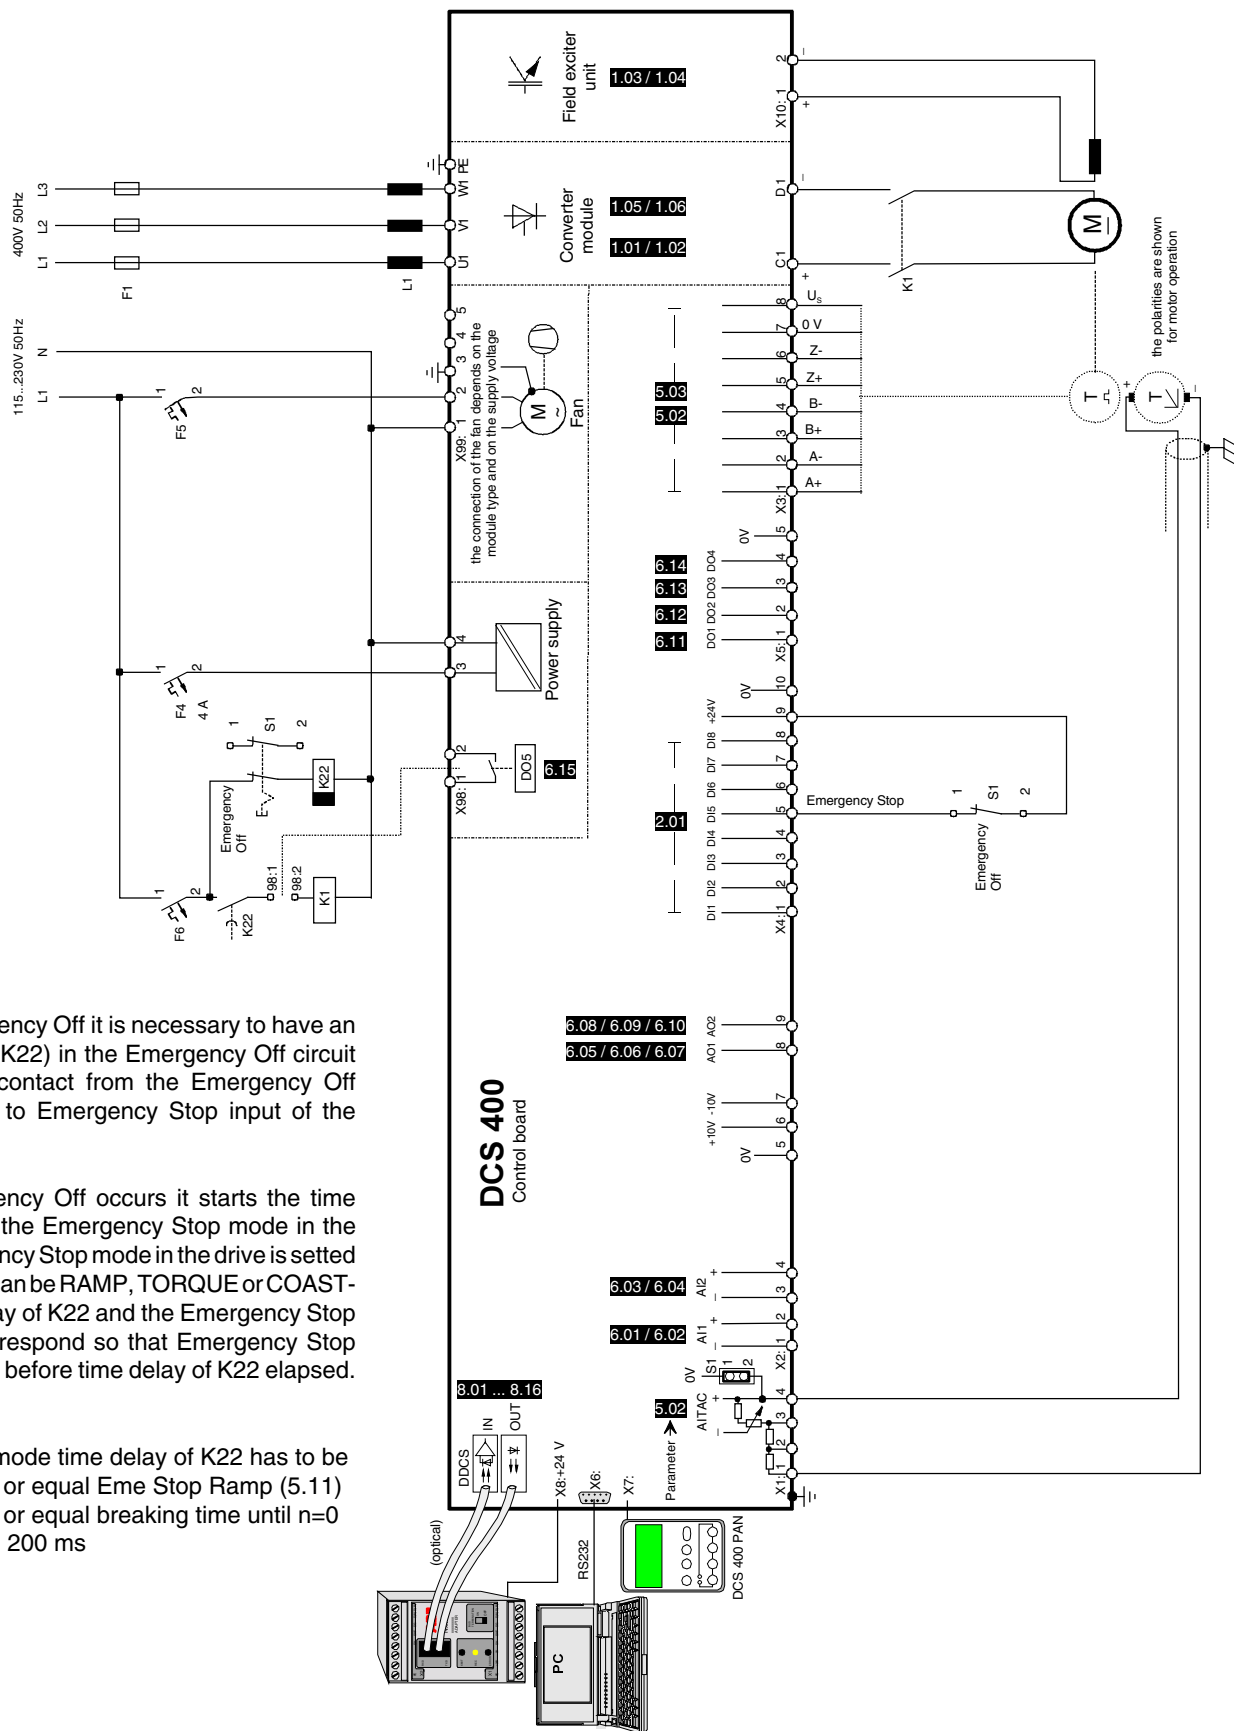 400V 50Hz
L1
L2
L3
F1
L1
U1
V1
W1
PE
Field exciter
unit
1.03 / 1.04
X10: 1
2
+
–
Converter
module
1.05 / 1.06
1.01 / 1.02
C1
D1
+
–
K1
M
the polarities are shown
for motor operation
T
T
+
–
115..230V 50Hz
L1
N
1
2
F5
X99: 1
2
3
4
5
the connection of the fan depends on the
module type and on the supply voltage
M
~
Fan
5.03
5.02
X3: 1
2
3
4
5
6
7
8
A+
A-
B+
B-
Z+
Z-
0 V
Us
1
2
F4
4 A
3
4
Power supply
6.11
6.12
6.13
6.14
DO1
DO2
DO3
DO4
0V
X5: 1
2
3
4
5
1
2
F6
K22
98:1
98:2
K1
Emergency
Off
K22
1
S1
2
X98: 1
2
DO5
6.15
2.01
DI1
DI2
DI3
DI4
DI5
DI6
DI7
DI8
+24V
0V
X4: 1
2
3
4
5
6
7
8
9
10
Emergency Stop
1
S1
2
Emergency
Off
ency Off it is necessary to have an
K22) in the Emergency Off circuit
contact from the Emergency Off
to Emergency Stop input of the
ency Off occurs it starts the time
the Emergency Stop mode in the
ncy Stop mode in the drive is setted
an be RAMP, TORQUE or COAST-
ay of K22 and the Emergency Stop
rrespond so that Emergency Stop
before time delay of K22 elapsed.
mode time delay of K22 has to be
or equal Eme Stop Ramp (5.11)
or equal breaking time until n=0
200 ms
DCS 400
Control board
6.08 / 6.09 / 6.10
6.05 / 6.06 / 6.07
AO1
AO2
8
9
+10V
-10V
0V
5
6
7
6.03 / 6.04
6.01 / 6.02
AI1
AI2
–
+
–
+
X2: 1
2
3
4
0V
S1
1
2
5.02
Parameter
AITAC
–
+
X1: 1
2
3
4
8.01 ... 8.16
DDCS
IN
OUT
(optical)
X8:+24 V
X6:
RS232
X7:
DCS 400 PAN
PC